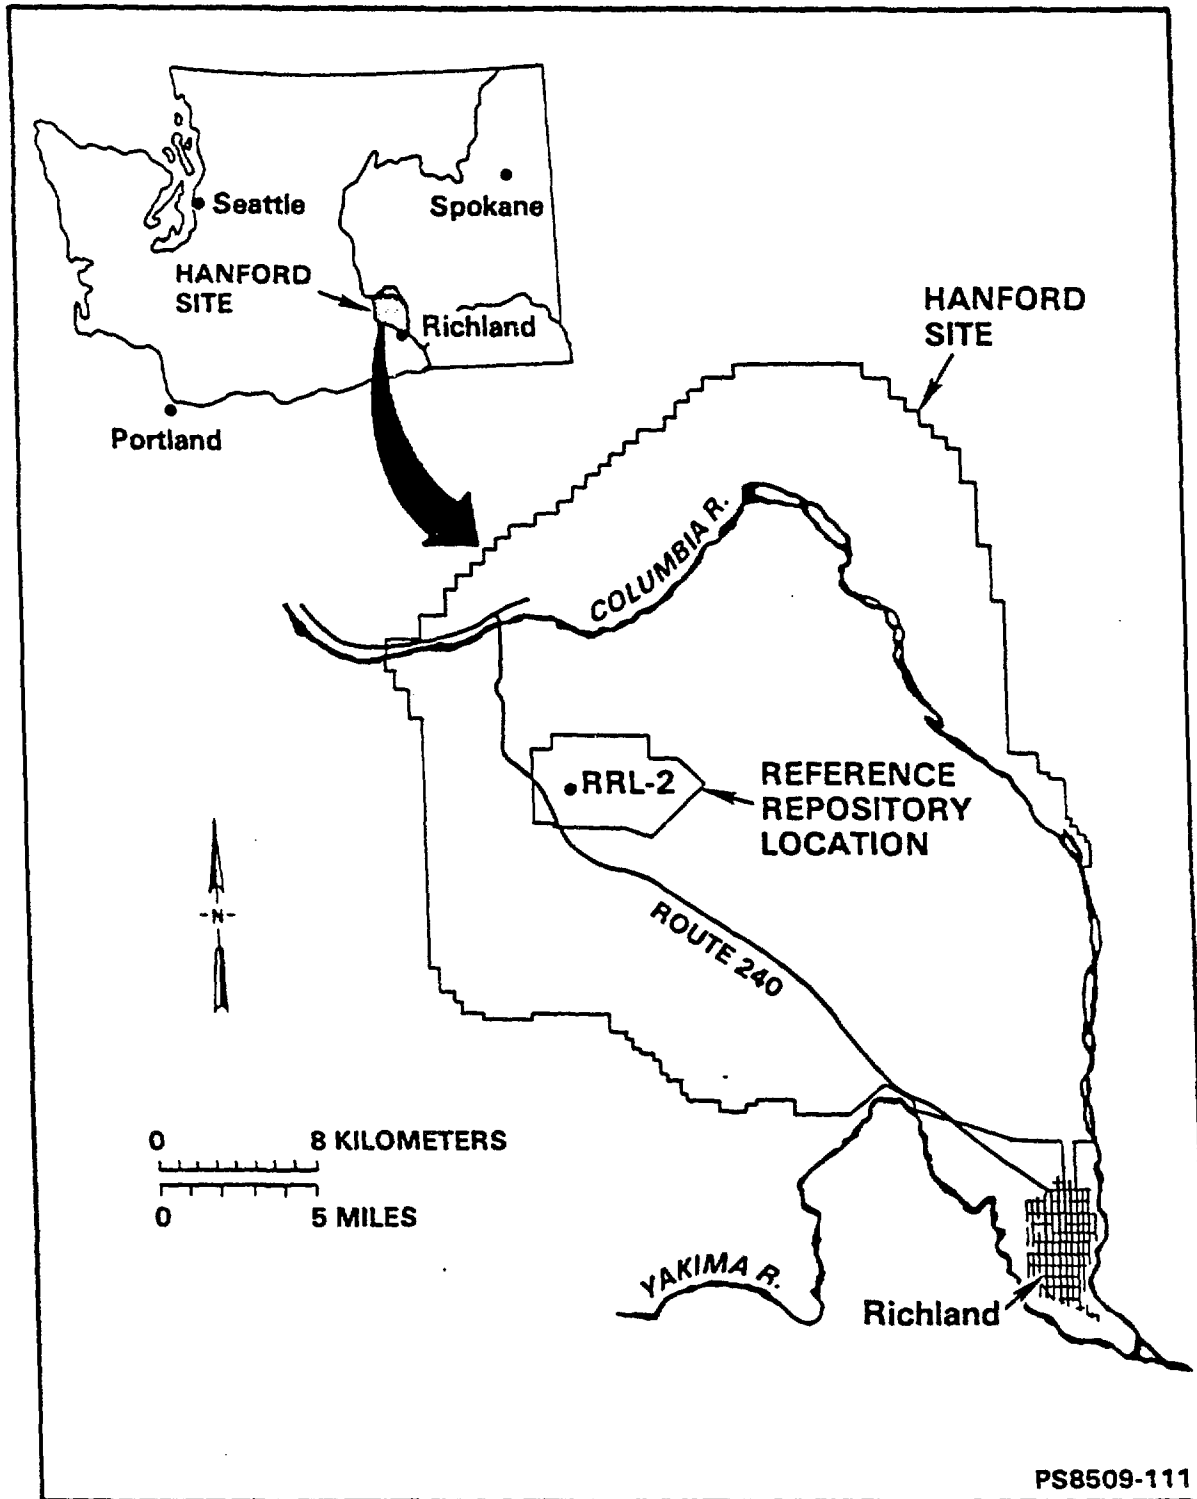 Seattle
Spokane
HANFORD
SITE
Richland
Portland
HANFORD
SITE
COLUMBIA R.
RRL-2
REFERENCE
REPOSITORY
LOCATION
-N-
ROUTE 240
0 8 KILOMETERS
0 5 MILES
YAKIMA R.
Richland
PS8509-111